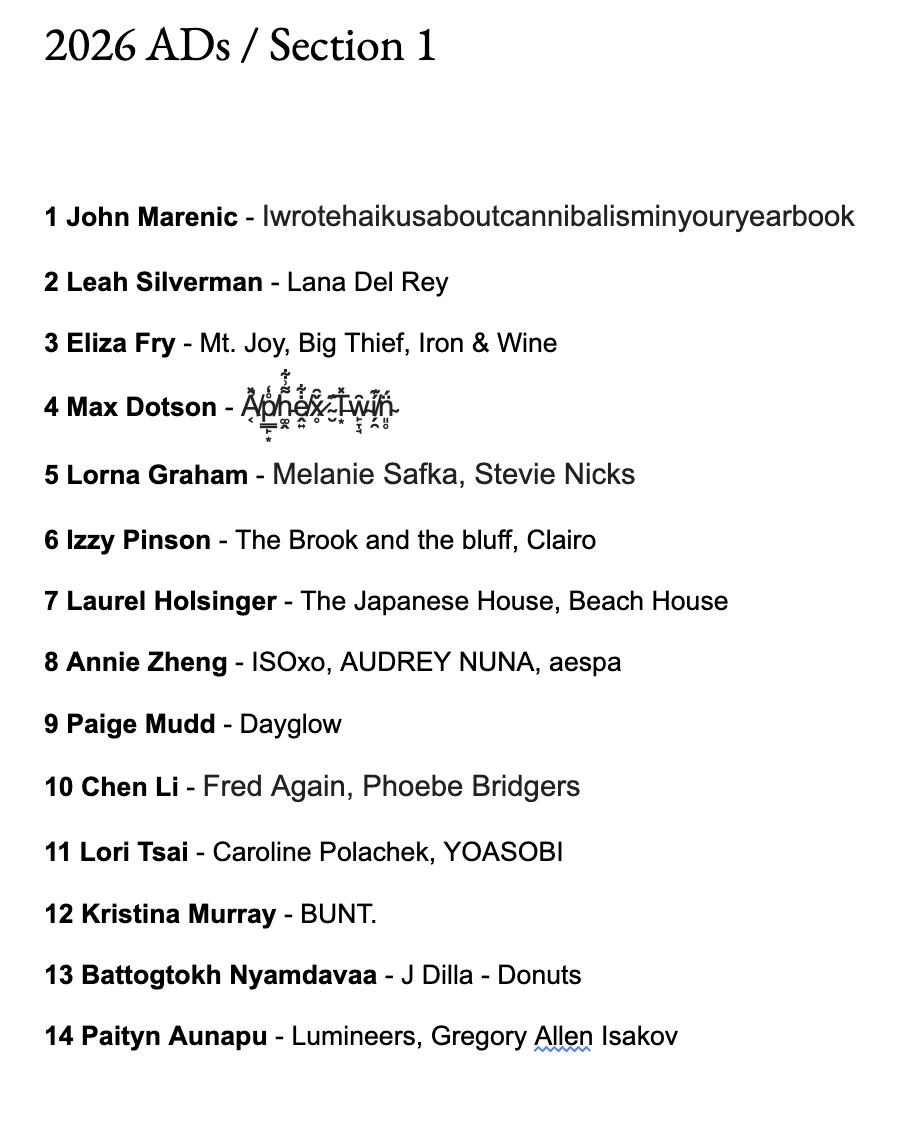 2026 ADs / Section 1
1 John Marenic - Iwrotehaikusaboutcannibalisminyouryearbook
2 Leah Silverman - Lana Del Rey
3 Eliza Fry - Mt. Joy, Big Thief, Iron & Wine
4 Max Dotson - Aphex Twin
5 Lorna Graham - Melanie Safka, Stevie Nicks
6 Izzy Pinson - The Brook and the bluff, Clairo
7 Laurel Holsinger - The Japanese House, Beach House
8 Annie Zheng - ISOxo, AUDREY NUNA, aespa
9 Paige Mudd - Dayglow
10 Chen Li - Fred Again, Phoebe Bridgers
11 Lori Tsai - Caroline Polachek, YOASOBI
12 Kristina Murray - BUNT.
13 Battogtokh Nyamdavaa - J Dilla - Donuts
14 Paityn Aunapu - Lumineers, Gregory Allen Isakov